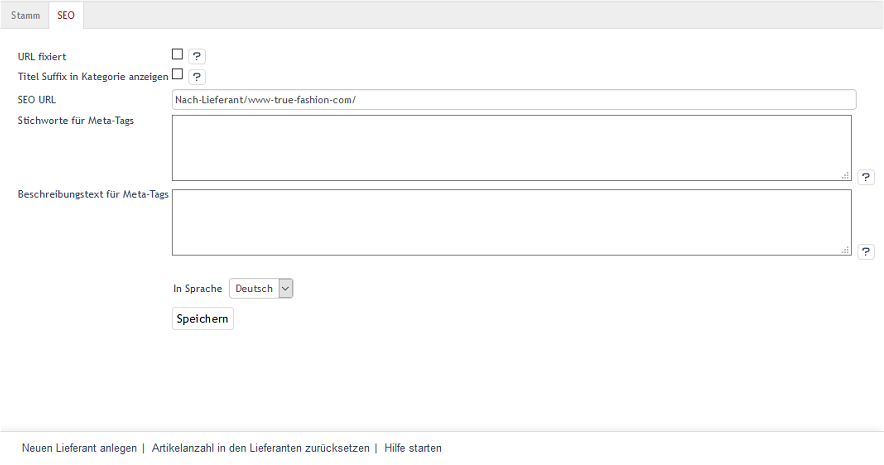 Stamm SEO
URL fixiert ?
Titel Suffix in Kategorie anzeigen ?
SEO URL Nach-Lieferant/www-true-fashion-com/
Stichworte für Meta-Tags
?
Beschreibungstext für Meta-Tags
?
In Sprache Deutsch
Speichern
Neuen Lieferant anlegen | Artikelanzahl in den Lieferanten zurücksetzen | Hilfe starten